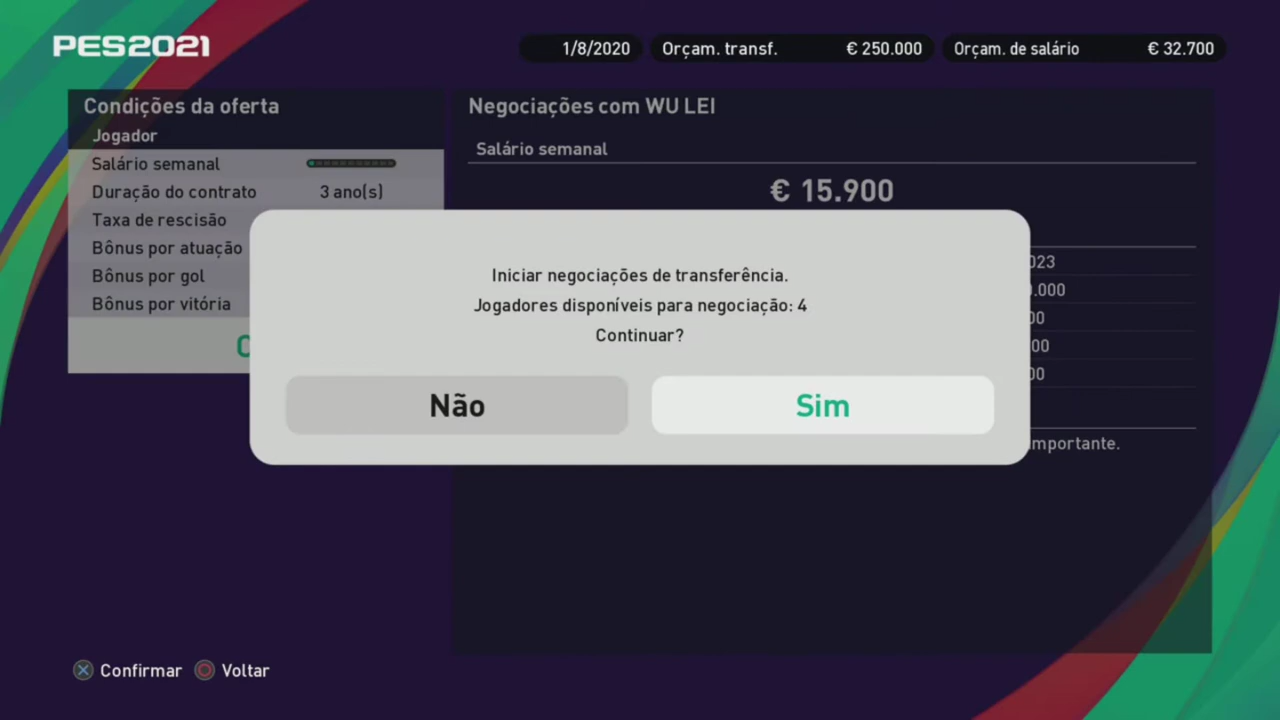 PES2021
1/8/2020 Orçam. transf. € 250.000 Orçam. de salário € 32.700
Condições da oferta
Jogador
Salário semanal
Duração do contrato 3 ano(s)
Taxa de rescisão
Bônus por atuação
Bônus por gol
Bônus por vitória
Negociações com WU LEI
Salário semanal
€ 15.900
Iniciar negociações de transferência.
Jogadores disponíveis para negociação: 4
Continuar?
Não Sim
Confirmar Voltar